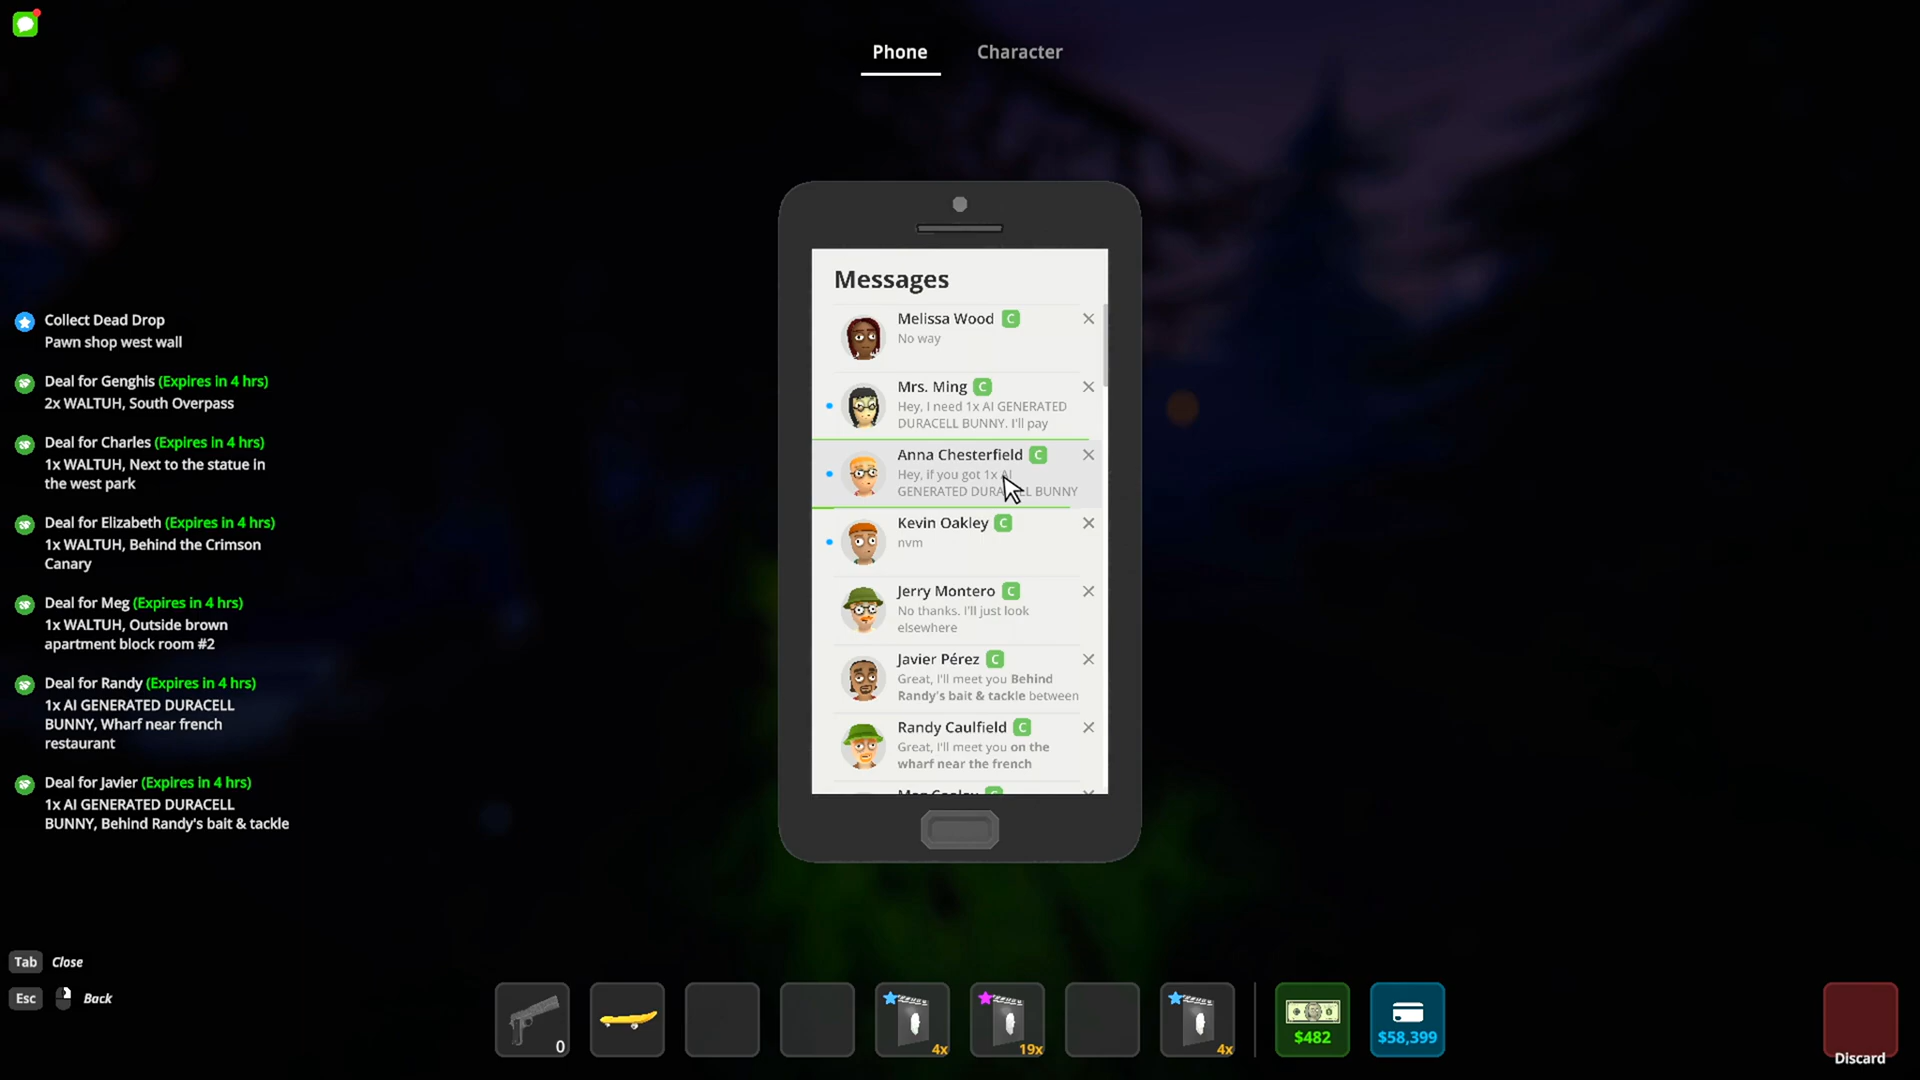 Phone
Character
Collect Dead Drop
Pawn shop west wall
Deal for Genghis (Expires in 4 hrs)
2x WALTUH, South Overpass
Deal for Charles (Expires in 4 hrs)
1x WALTUH, Next to the statue in
the west park
Deal for Elizabeth (Expires in 4 hrs)
1x WALTUH, Behind the Crimson
Canary
Deal for Meg (Expires in 4 hrs)
1x WALTUH, Outside brown
apartment block room #2
Deal for Randy (Expires in 4 hrs)
1x AI GENERATED DURACELL
BUNNY, Wharf near french
restaurant
Deal for Javier (Expires in 4 hrs)
1x AI GENERATED DURACELL
BUNNY, Behind Randy's bait & tackle
Messages
Melissa Wood C
No way
Mrs. Ming C
Hey, I need 1x AI GENERATED
DURACELL BUNNY. I'll pay
Anna Chesterfield C
Hey, if you got 1x AI
GENERATED DURACELL BUNNY
Kevin Oakley C
nvm
Jerry Montero C
No thanks. I'll just look
elsewhere
Javier Pérez C
Great, I'll meet you Behind
Randy's bait & tackle between
Randy Caulfield C
Great, I'll meet you on the
wharf near the french
Tab Close
Esc Back
0
4x
19x
4x
$482
$58,399
Discard